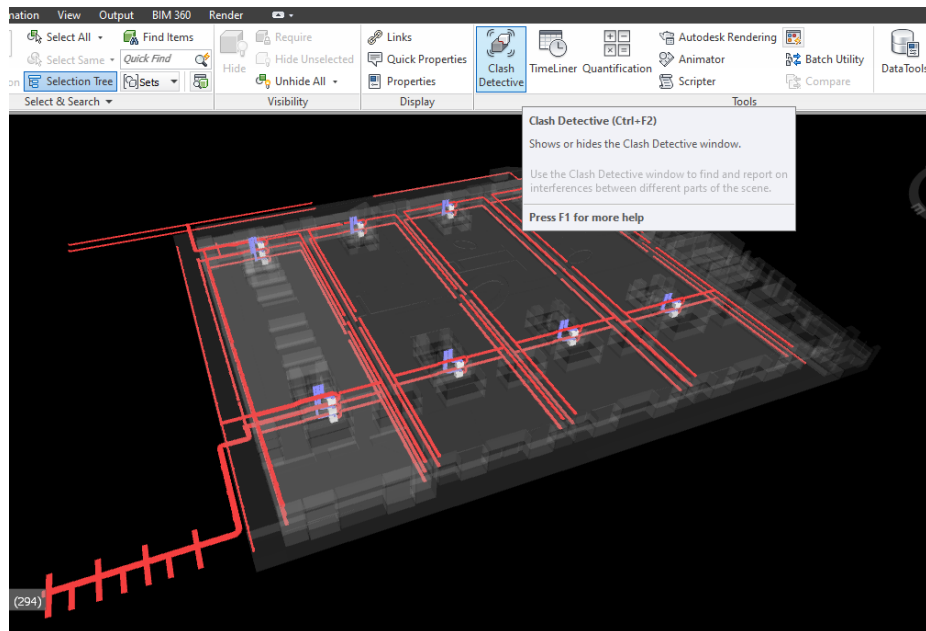 mation View Output BIM 360 Render
Select All
Find Items
Require
Links
Autodesk Rendering
Select Same
Quick Find
Hide Unselected
Quick Properties
Animator
Batch Utility
on
Selection Tree
Sets
Hide
Unhide All
Properties
Clash
Detective
TimeLiner
Quantification
Scripter
Compare
DataTools
Select & Search
Visibility
Display
Tools
Clash Detective (Ctrl+F2)
Shows or hides the Clash Detective window.
Use the Clash Detective window to find and report on
interferences between different parts of the scene.
Press F1 for more help
(294)